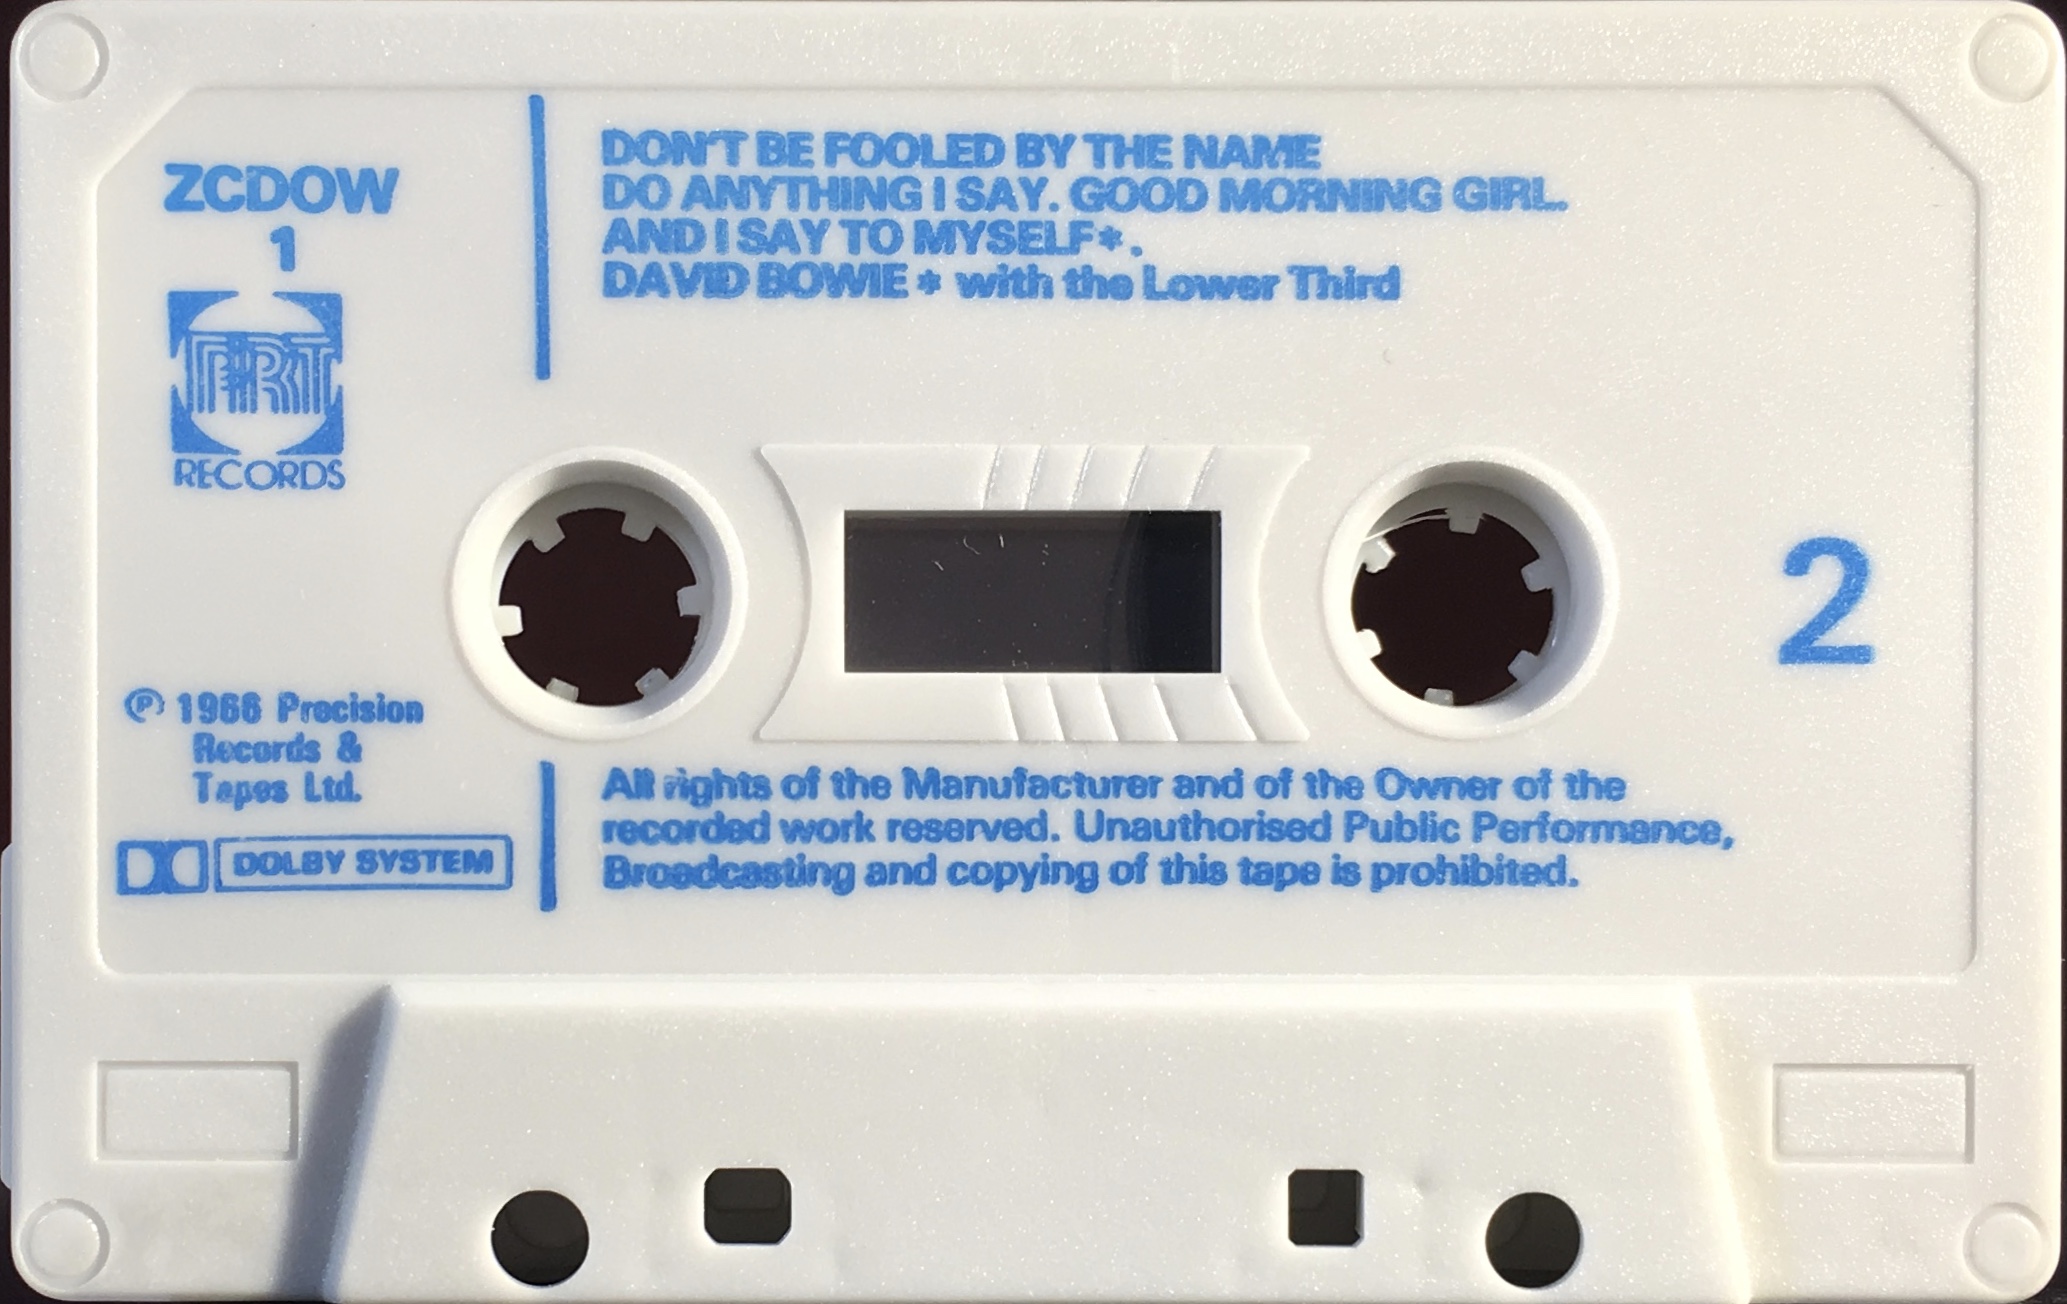 ZCDOW
1
PRT
RECORDS
DON'T BE FOOLED BY THE NAME
DO ANYTHING I SAY. GOOD MORNING GIRL.
AND I SAY TO MYSELF*.
DAVID BOWIE * with the Lower Third
2
Ⓟ 1966 Precision
Records &
Tapes Ltd.
DOLBY SYSTEM
All rights of the Manufacturer and of the Owner of the
recorded work reserved. Unauthorised Public Performance,
Broadcasting and copying of this tape is prohibited.